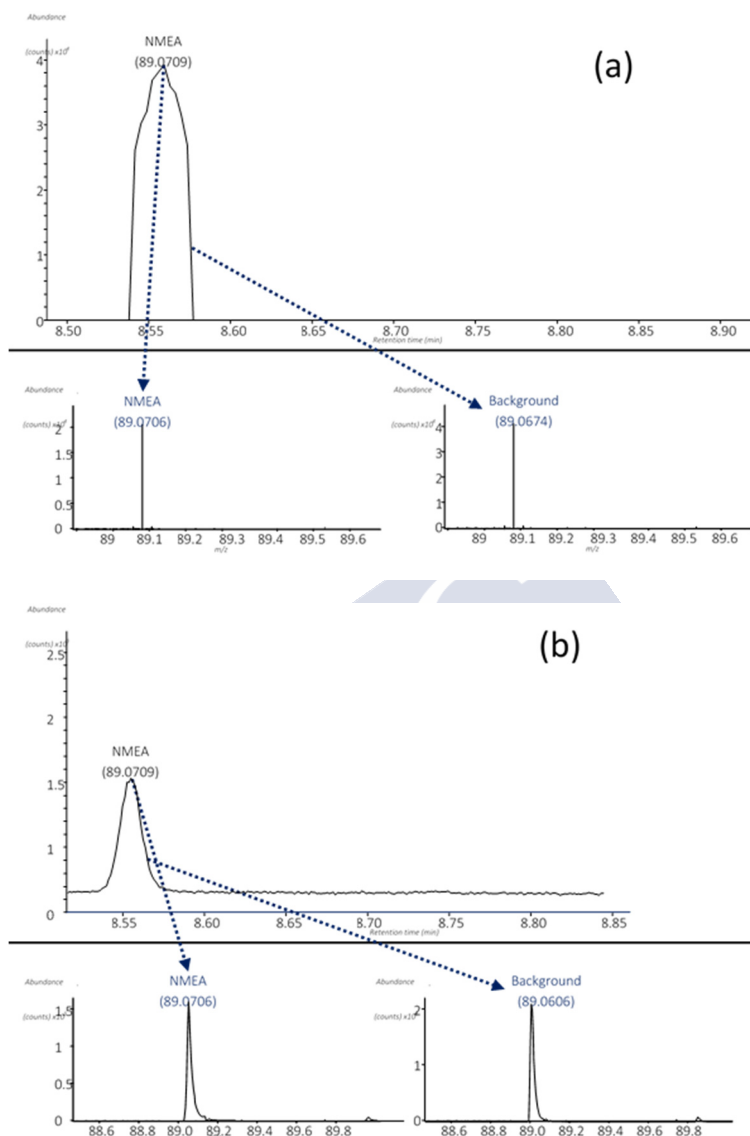 Abundance
NMEA
(counts) x10
(89.0709)
(a)
4
3
2
1
0
8.50 8.55 8.60 8.65 8.70 8.75 8.80 8.85 8.90
Retention time (min)
Abundance
NMEA
(counts) x10
(89.0706)
2
1.5
1
0.5
0
89 89.1 89.2 89.3 89.4 89.5 89.6
m/z
Abundance
Background
(counts) x10
(89.0674)
4
3
2
1
0
89 89.1 89.2 89.3 89.4 89.5 89.6
m/z
Abundance
(counts) x10
(b)
2.5
2
NMEA
(89.0709)
1.5
1
0
8.55 8.60 8.65 8.70 8.75 8.80 8.85
Retention time (min)
Abundance
NMEA
(counts) x10
(89.0706)
1.5
1
0.5
0
88.6 88.8 89.0 89.2 89.4 89.6 89.8
Abundance
Background
(counts) x10
(89.0606)
2
1
0
88.6 88.8 89.0 89.2 89.4 89.6 89.8